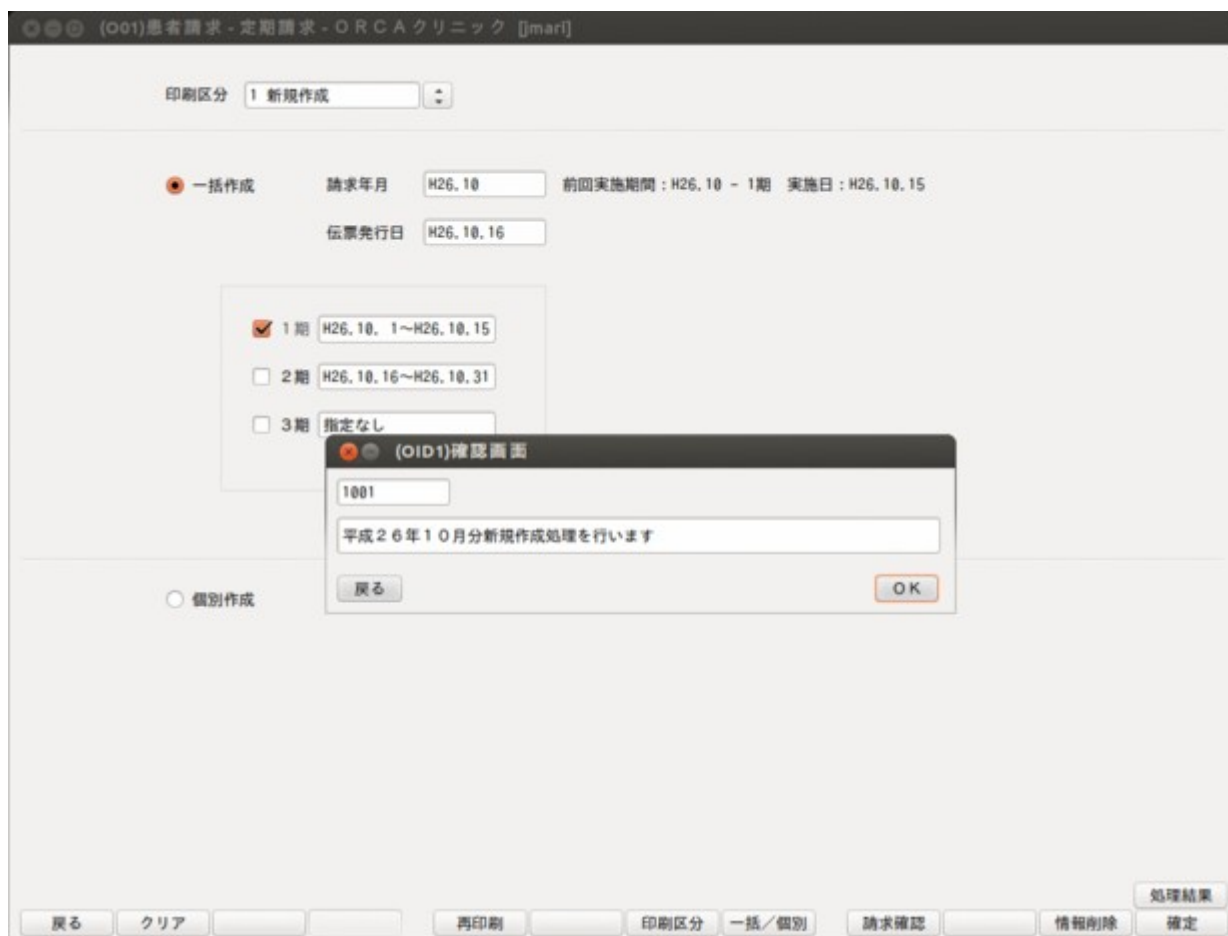 (O01)患者請求-定期請求-ORCAクリニック [jmari]
印刷区分 1 新規作成
一括作成 請求年月 H26.10 前回実施期間:H26.10 - 1期 実施日:H26.10.15
伝票発行日 H26.10.16
1期 H26.10. 1~H26.10.15
2期 H26.10.16~H26.10.31
3期 指定なし
(OID1)確認画面
1001
平成26年10月分新規作成処理を行います
戻る OK
個別作成
処理結果
戻る クリア 再印刷 印刷区分 一括/個別 請求確認 情報削除 確定